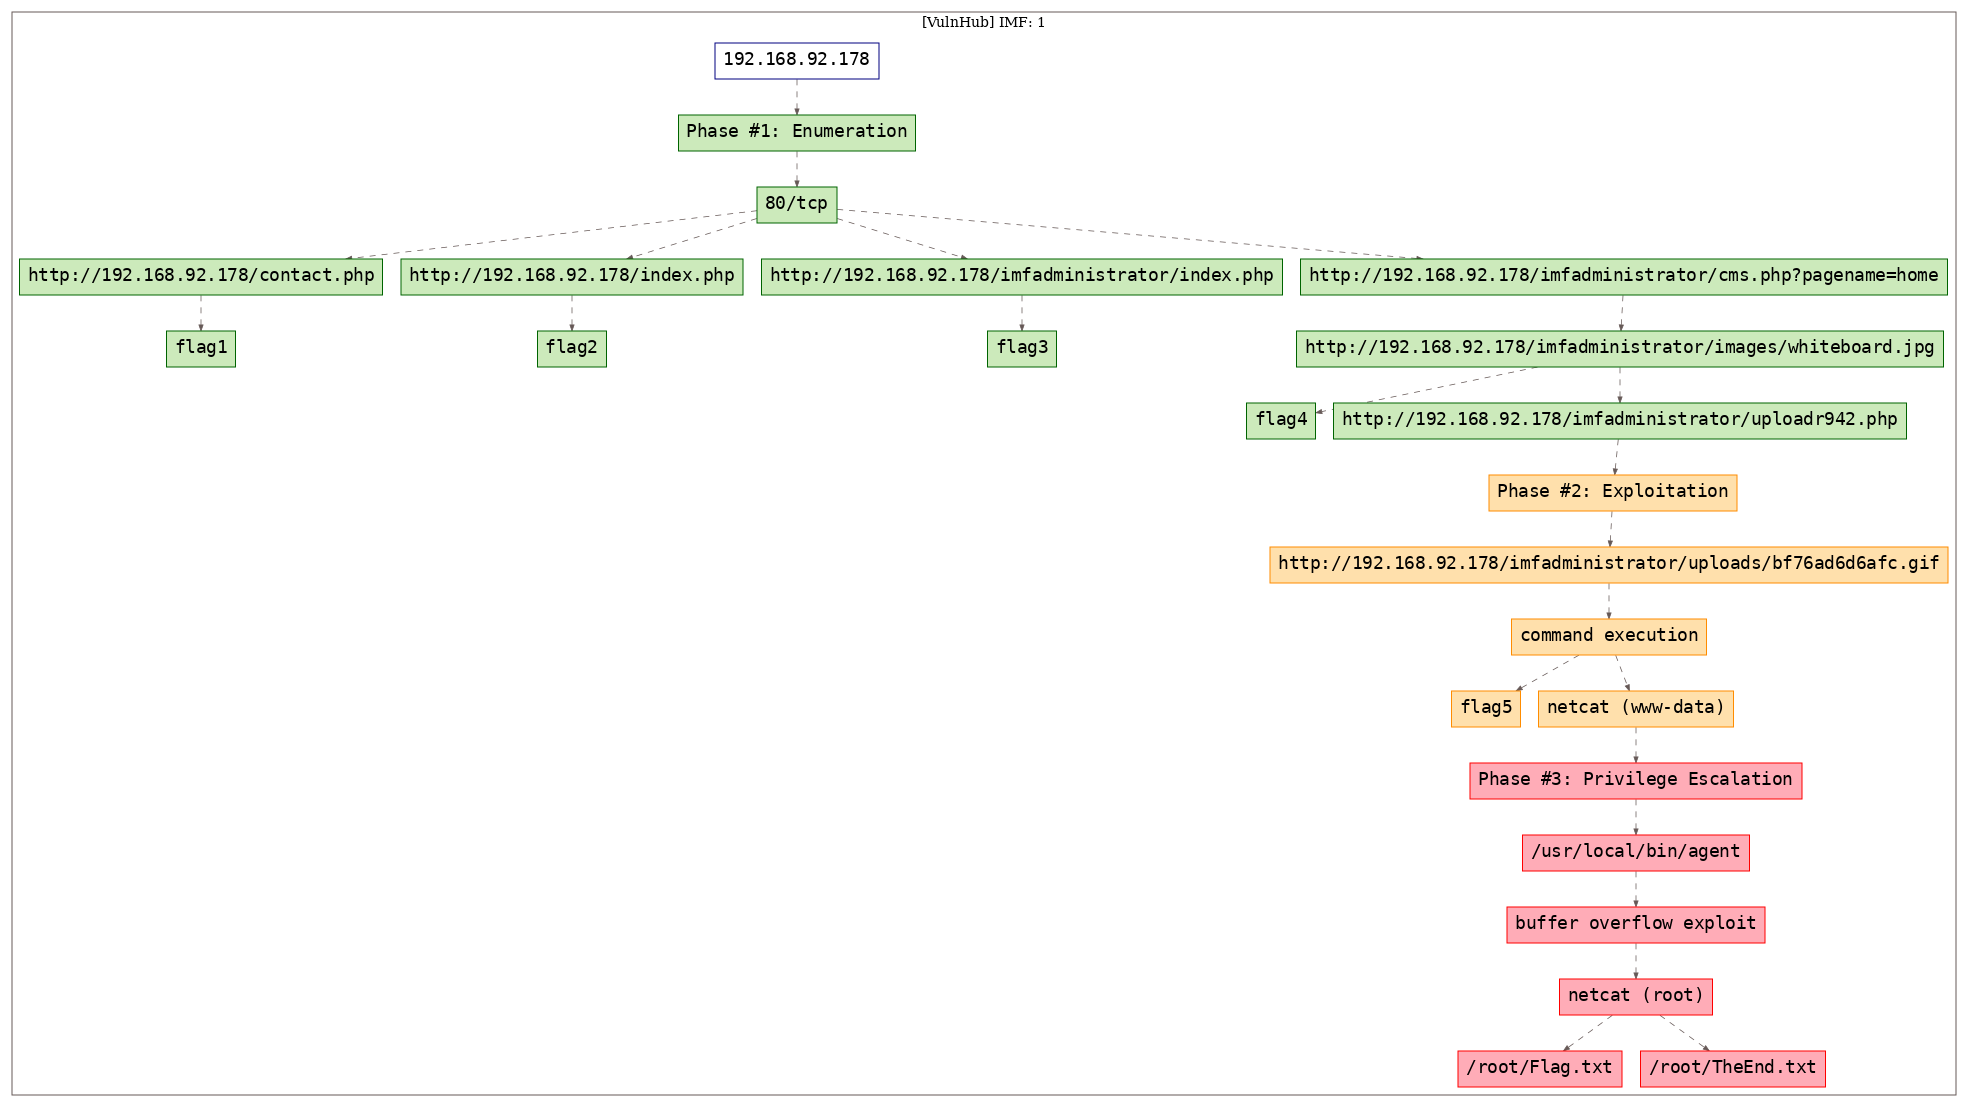 [VulnHub] IMF: 1
192.168.92.178
Phase #1: Enumeration
80/tcp
http://192.168.92.178/contact.php
http://192.168.92.178/index.php
http://192.168.92.178/imfadministrator/index.php
http://192.168.92.178/imfadministrator/cms.php?pagename=home
flag1
flag2
flag3
http://192.168.92.178/imfadministrator/images/whiteboard.jpg
flag4
http://192.168.92.178/imfadministrator/uploadr942.php
Phase #2: Exploitation
http://192.168.92.178/imfadministrator/uploads/bf76ad6d6afc.gif
command execution
flag5
netcat (www-data)
Phase #3: Privilege Escalation
/usr/local/bin/agent
buffer overflow exploit
netcat (root)
/root/Flag.txt
/root/TheEnd.txt